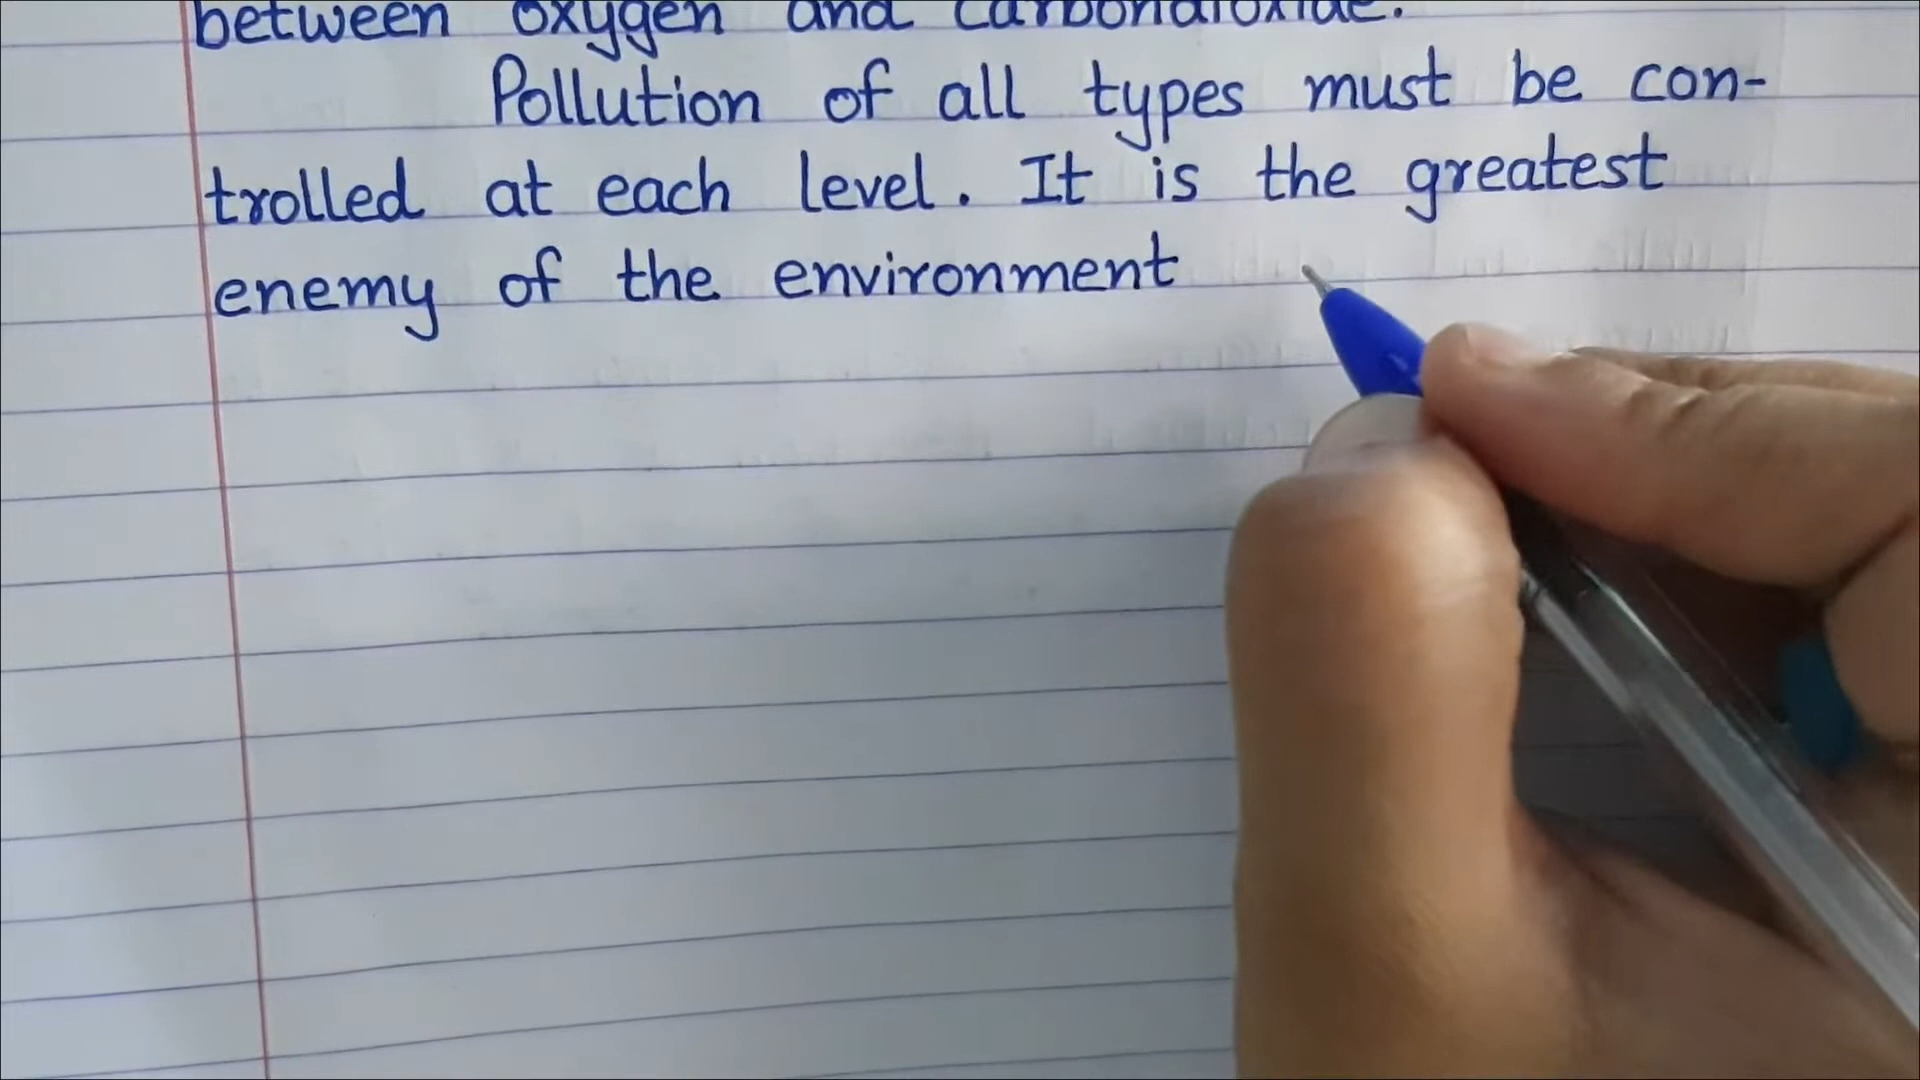 between oxygen and carbondioxide.
Pollution of all types must be con-
trolled at each level. It is the greatest
enemy of the environment